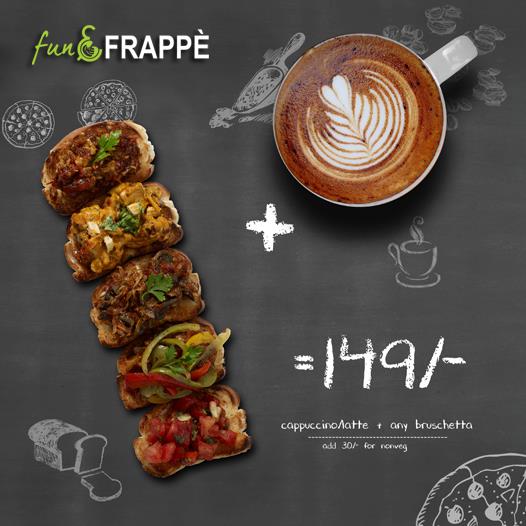 fun & FRAPPÈ
+
=149/-
cappuccino/latte + any bruschetta
add 30/- for nonveg